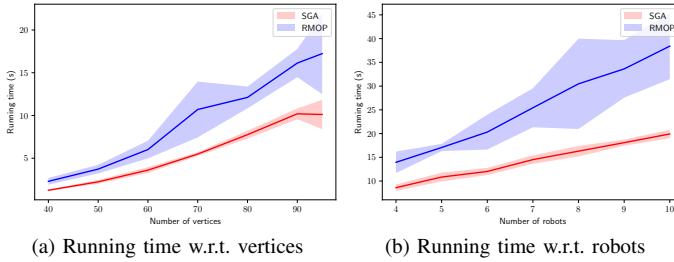 SGA
RMOP
20
15
10
5
Running time (s)
40 50 60 70 80 90
Number of vertices
(a) Running time w.r.t. vertices
SGA
RMOP
45
40
35
30
25
20
15
10
Running time (s)
4 5 6 7 8 9 10
Number of robots
(b) Running time w.r.t. robots